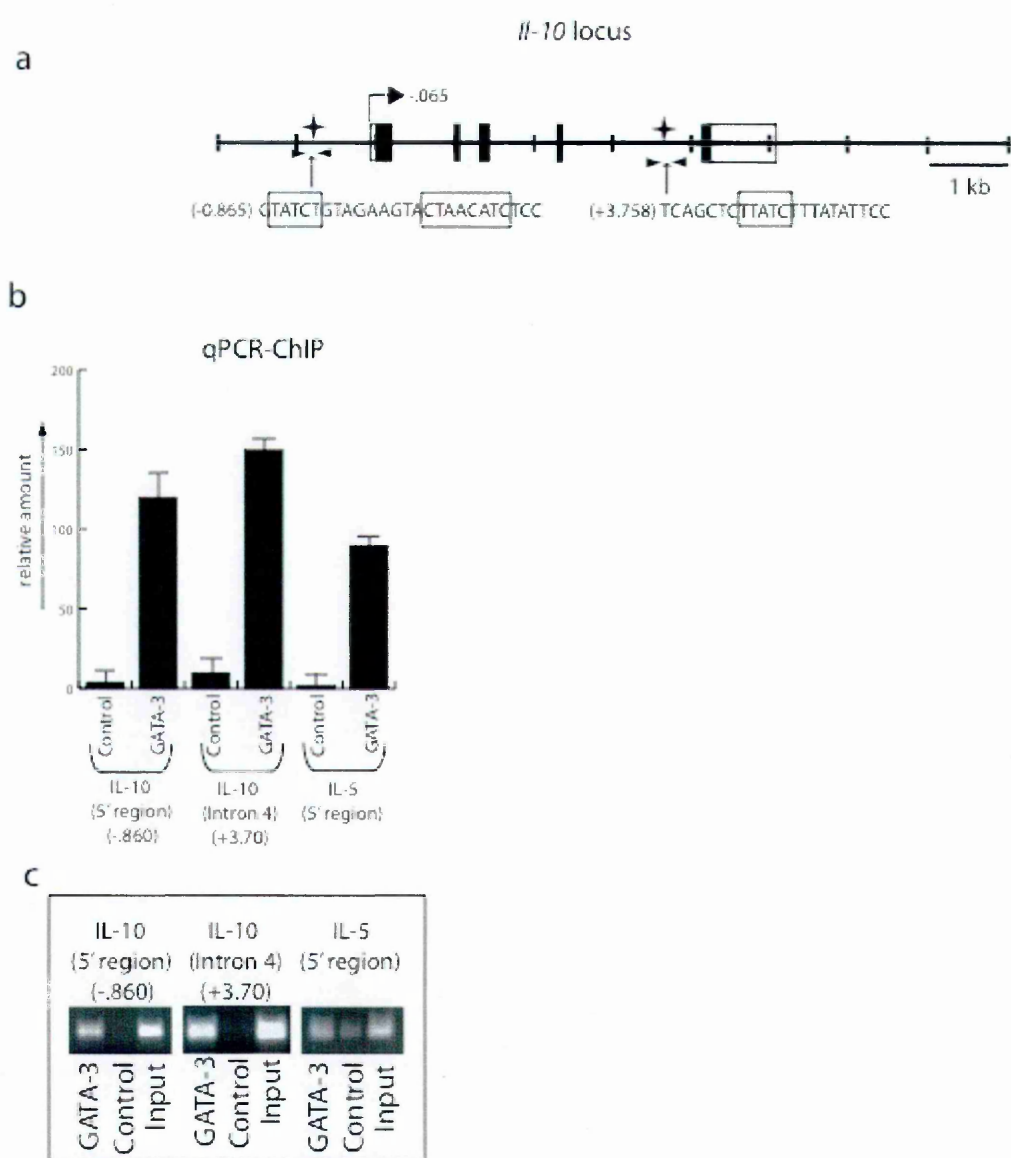 Il-10 locus
a
-.065
1 kb
(-0.865) GTATCTGTAGAAGTACTAACATCTCC
(+3.758) TCAGCTCTTATCTTTATATTCC
b
qPCR-ChIP
relative amount
200
150
100
50
0
Control
GATA-3
Control
GATA-3
Control
GATA-3
IL-10
(5' region)
(-.860)
IL-10
(Intron 4)
(+3.70)
IL-5
(5' region)
c
IL-10
(5' region)
(-.860)
IL-10
(Intron 4)
(+3.70)
IL-5
(5' region)
GATA-3
Control
Input
GATA-3
Control
Input
GATA-3
Control
Input